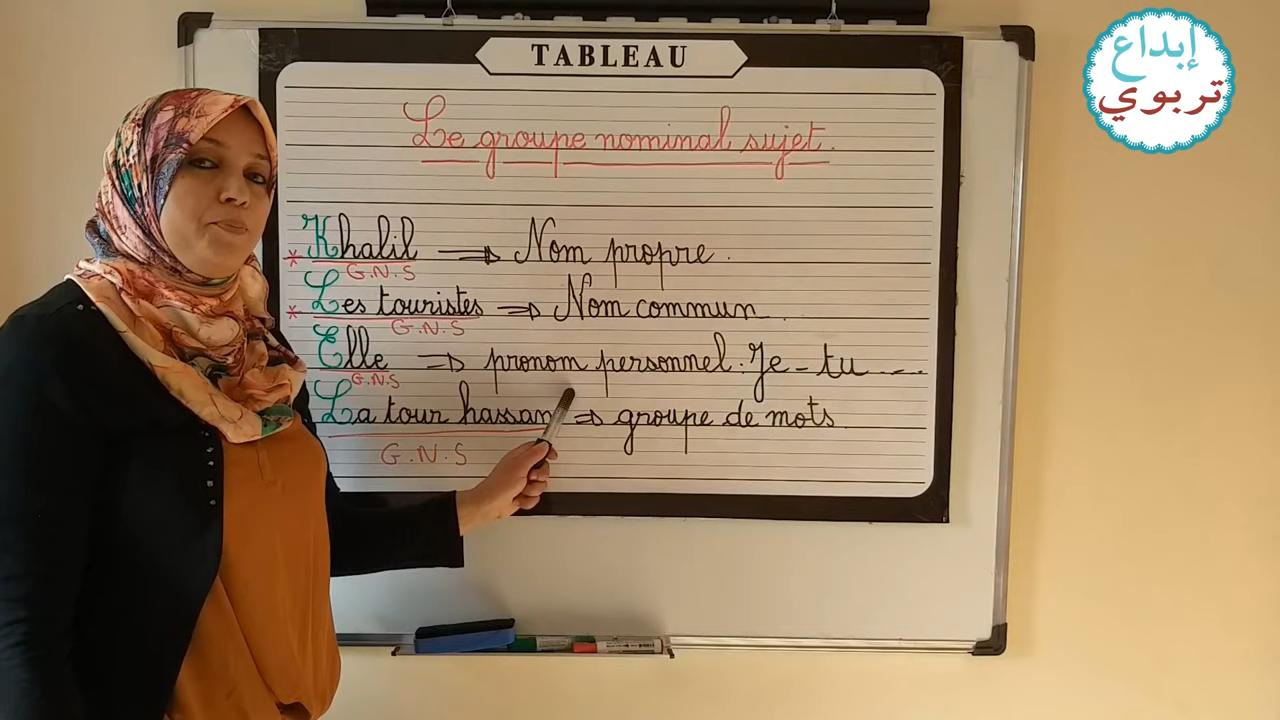 TABLEAU
إبداع
تربوي
Le groupe nominal sujet.
* Khalil ⇒ Nom propre.
G.N.S
* Les touristes ⇒ Nom commun.
G.N.S
Elle ⇒ pronom personnel : Je - tu ----
G.N.S
La tour hassan ⇒ groupe de mots
G.N.S